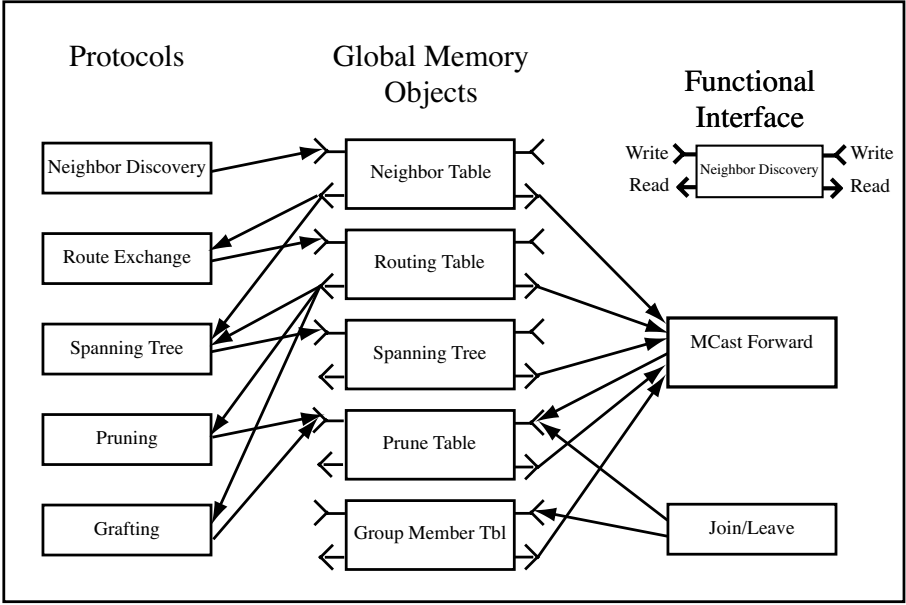 Protocols
Global Memory
Objects
Functional
Interface
Write
Neighbor Discovery
Write
Read
Read
Neighbor Discovery
Route Exchange
Spanning Tree
Pruning
Grafting
Neighbor Table
Routing Table
Spanning Tree
Prune Table
Group Member Tbl
MCast Forward
Join/Leave